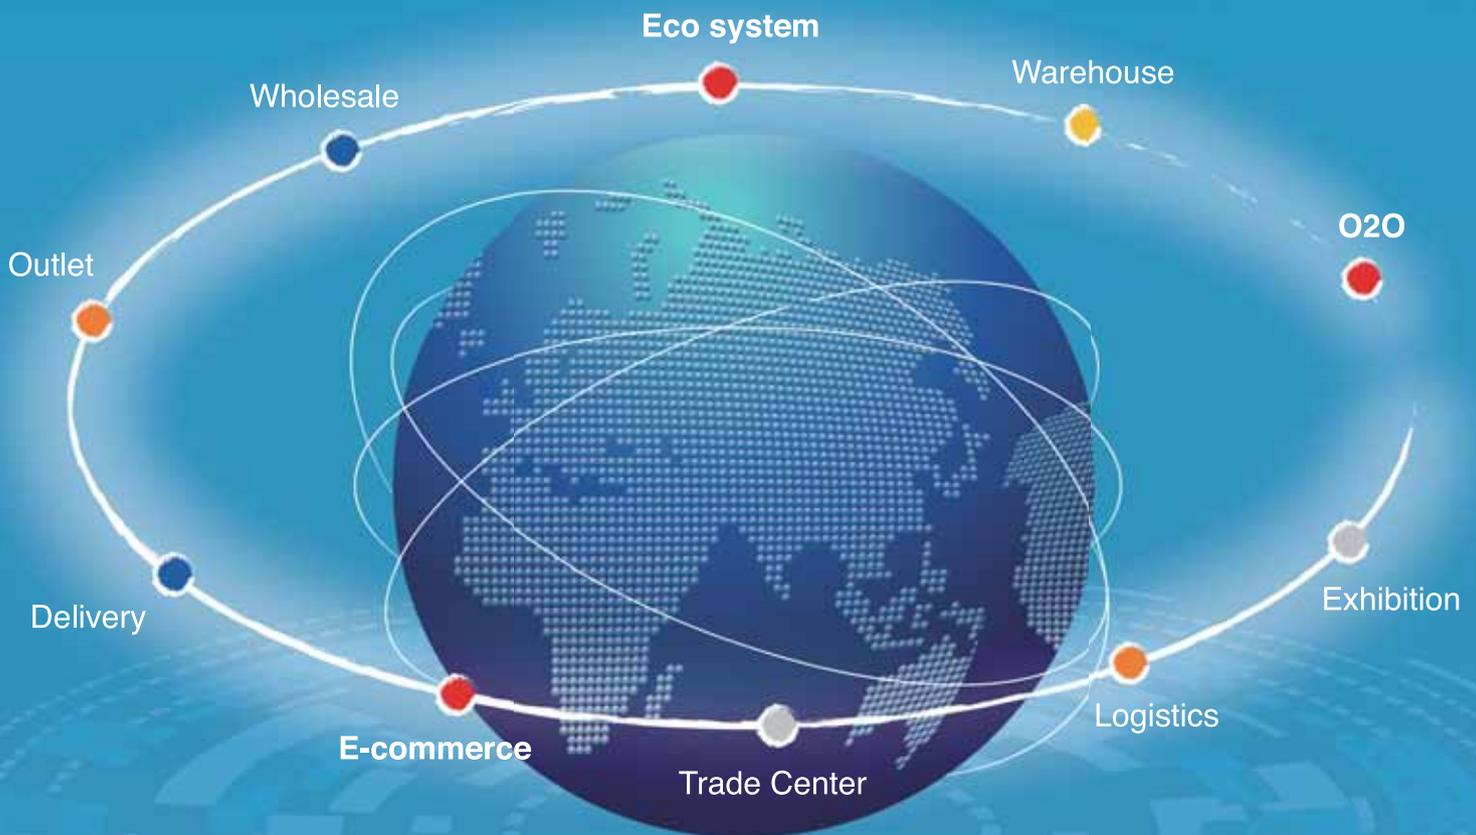 Eco system
Warehouse
Wholesale
O2O
Outlet
Exhibition
Delivery
Logistics
E-commerce
Trade Center